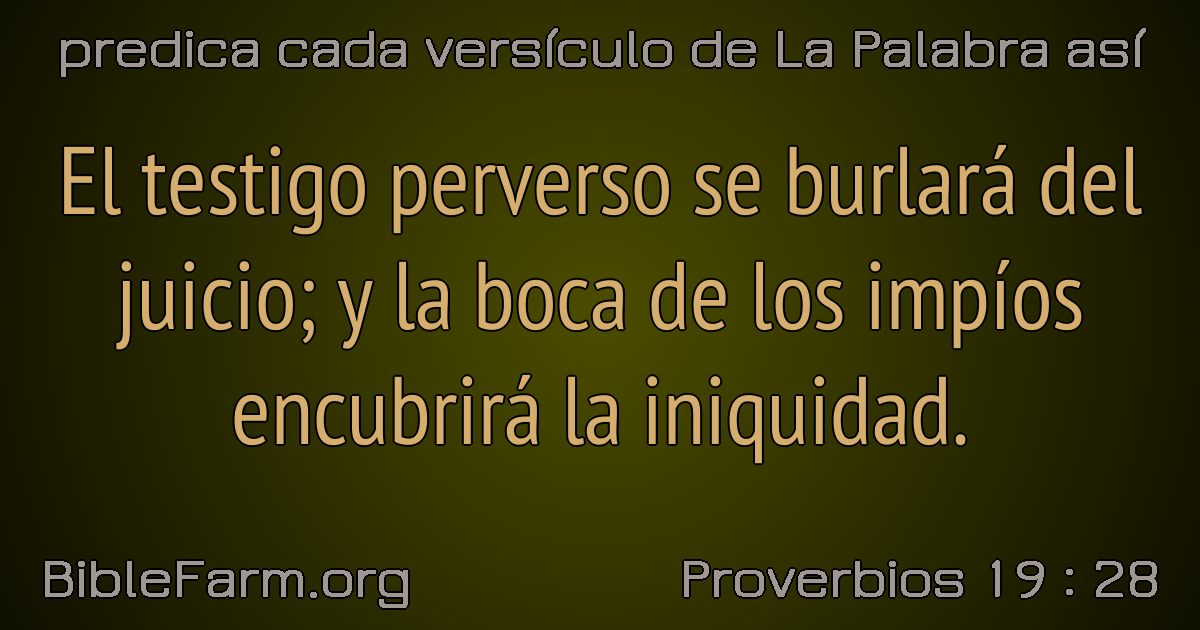 predica cada versículo de La Palabra así
El testigo perverso se burlará del
juicio; y la boca de los impíos
encubrirá la iniquidad.
BibleFarm.org
Proverbios 19 : 28